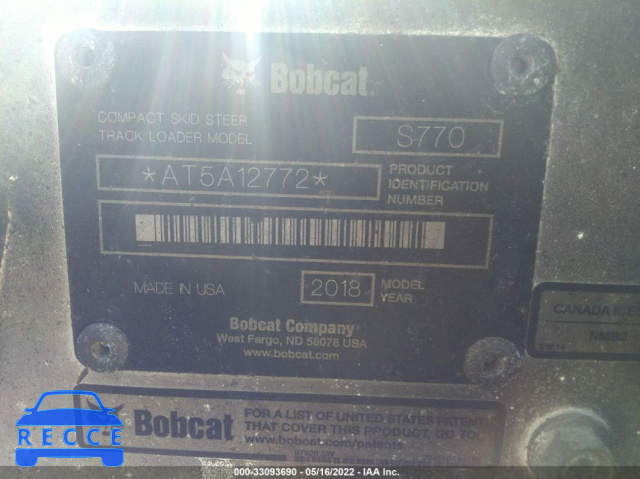 Bobcat.
COMPACT SKID STEER
TRACK LOADER MODEL
S770
*AT5A12772*
PRODUCT
IDENTIFICATION
NUMBER
MADE IN USA
2018
MODEL
YEAR
Bobcat Company
West Fargo, ND 58078 USA
www.bobcat.com
CANADA
NMB3
Bobcat
FOR A LIST OF UNITED STATES PATENTS
THAT COVER THIS PRODUCT, GO TO
www.bobcat.com/patents
RECCE
000-33093690 - 05/16/2022 - IAA Inc.